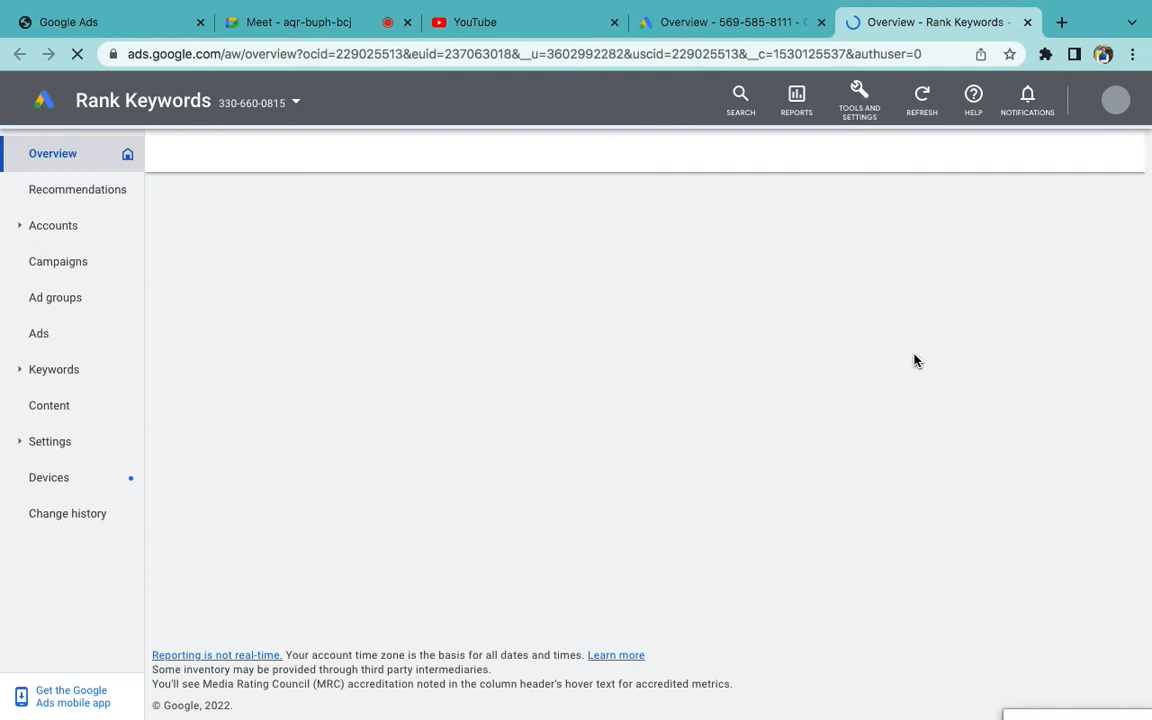 Google Ads
Meet - aqr-buph-bcj
YouTube
Overview - 569-585-8111 -
Overview - Rank Keywords -
ads.google.com/aw/overview?ocid=229025513&euid=237063018&__u=3602992282&uscid=229025513&__c=1530125537&authuser=0
Rank Keywords 330-660-0815
SEARCH
REPORTS
TOOLS AND
SETTINGS
REFRESH
HELP
NOTIFICATIONS
Overview
Recommendations
Accounts
Campaigns
Ad groups
Ads
Keywords
Content
Settings
Devices
Change history
Get the Google
Ads mobile app
Reporting is not real-time. Your account time zone is the basis for all dates and times. Learn more
Some inventory may be provided through third party intermediaries.
You'll see Media Rating Council (MRC) accreditation noted in the column header's hover text for accredited metrics.
© Google, 2022.